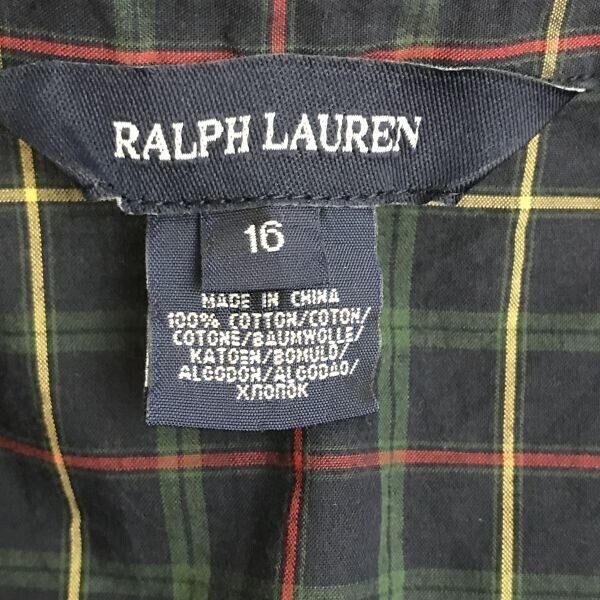 RALPH LAUREN
16
MADE IN CHINA
100% COTTON/COTON/
COTONE/BAUMWOLLE/
KATOEN/BOMULD/
ALGODON/ALGODAO/
ХЛОПОК